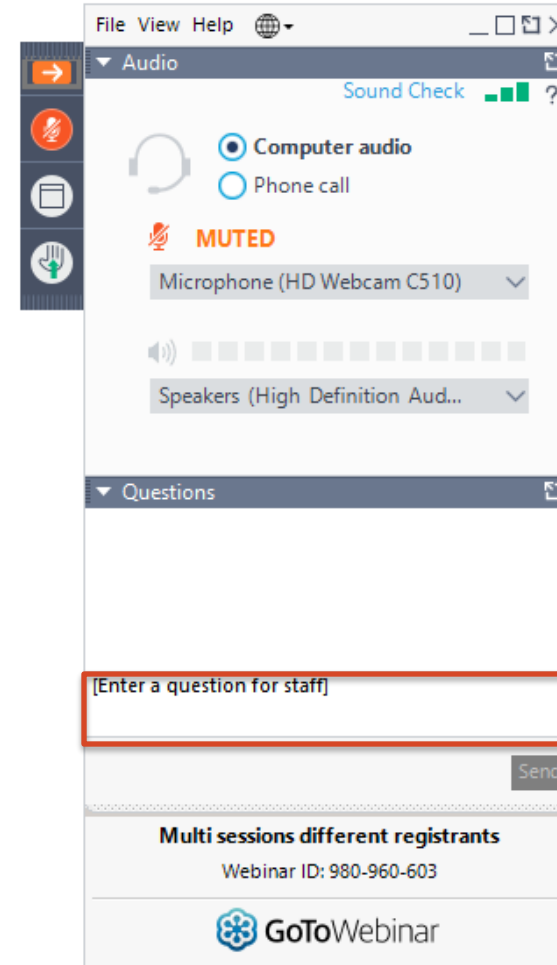 File View Help
Audio
Sound Check ?
Computer audio
Phone call
MUTED
Microphone (HD Webcam C510)
Speakers (High Definition Aud...
Questions
[Enter a question for staff]
Send
Multi sessions different registrants
Webinar ID: 980-960-603
GoToWebinar